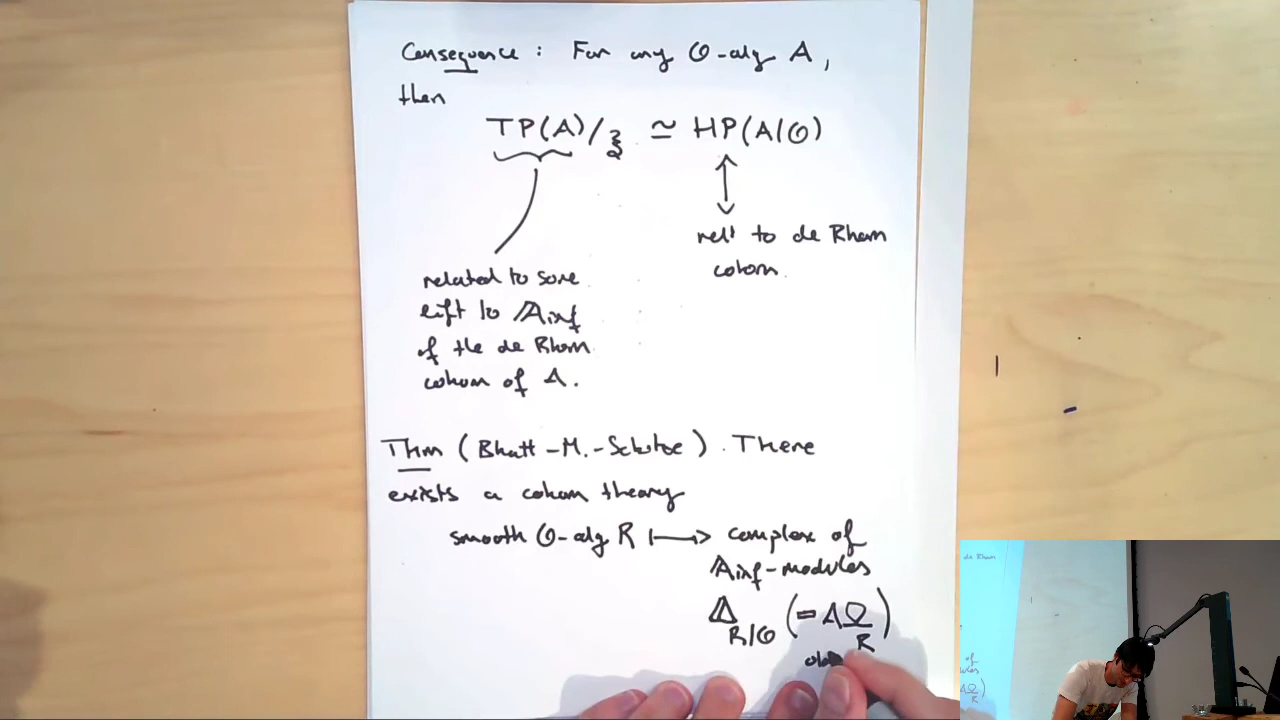 Consequence : For any O-alg A,
then
TP(A)/ξ ≃ HP(A/O)
rel^t to de Rham
cohom.
related to some
lift to 𝔸inf
of the de Rham
cohom of A.
Thm (Bhatt-M.-Scholze). There
exists a cohom theory
smooth O-alg R ⟼ complex of
𝔸inf-modules
𝚫_{R/O} (= AΩ_R)